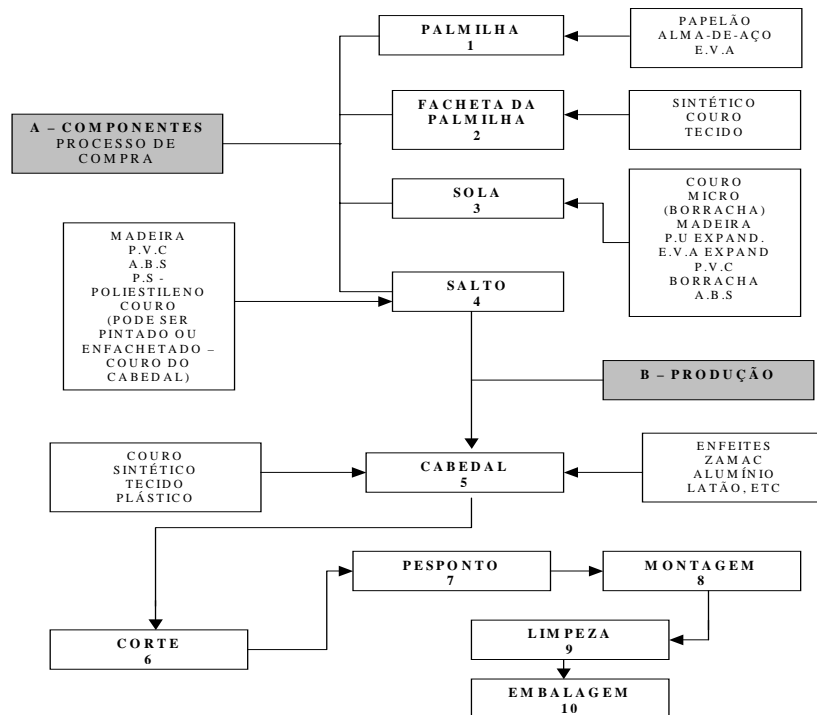 PALMILHA
1
PAPELÃO
ALMA-DE-AÇO
E.V.A
A – COMPONENTES
PROCESSO DE
COMPRA
FACHETA DA
PALMILHA
2
SINTÉTICO
COURO
TECIDO
SOLA
3
COURO
MICRO
(BORRACHA)
MADEIRA
P.U EXPAND.
E.V.A EXPAND
P.V.C
BORRACHA
A.B.S
MADEIRA
P.V.C
A.B.S
P.S -
POLIESTILENO
COURO
(PODE SER
PINTADO OU
ENFACHETADO –
COURO DO
CABEDAL)
SALTO
4
B – PRODUÇÃO
COURO
SINTÉTICO
TECIDO
PLÁSTICO
CABEDAL
5
ENFEITES
ZAMAC
ALUMÍNIO
LATÃO, ETC
PESPONTO
7
MONTAGEM
8
CORTE
6
LIMPEZA
9
EMBALAGEM
10